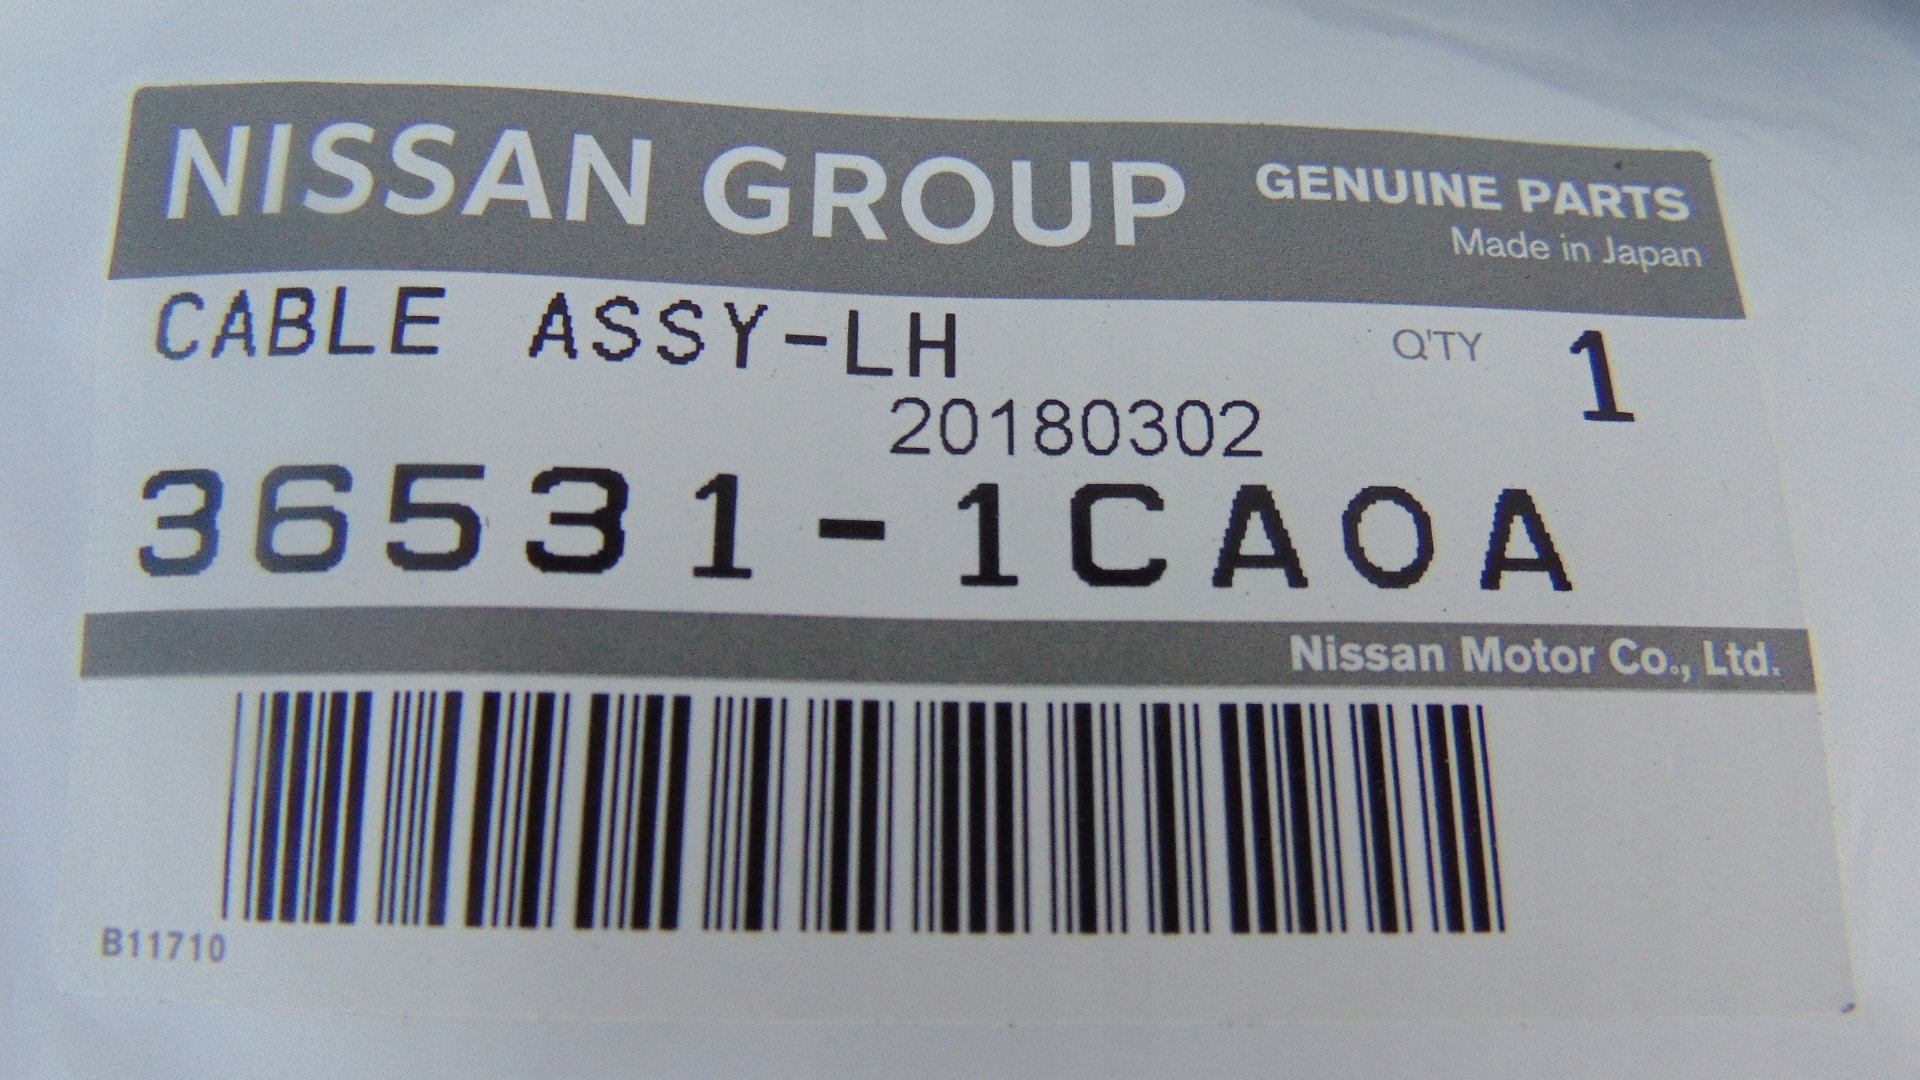 NISSAN GROUP GENUINE PARTS
Made in Japan
CABLE ASSY-LH Q'TY 1
20180302
36531-1CA0A
Nissan Motor Co., Ltd.
B11710